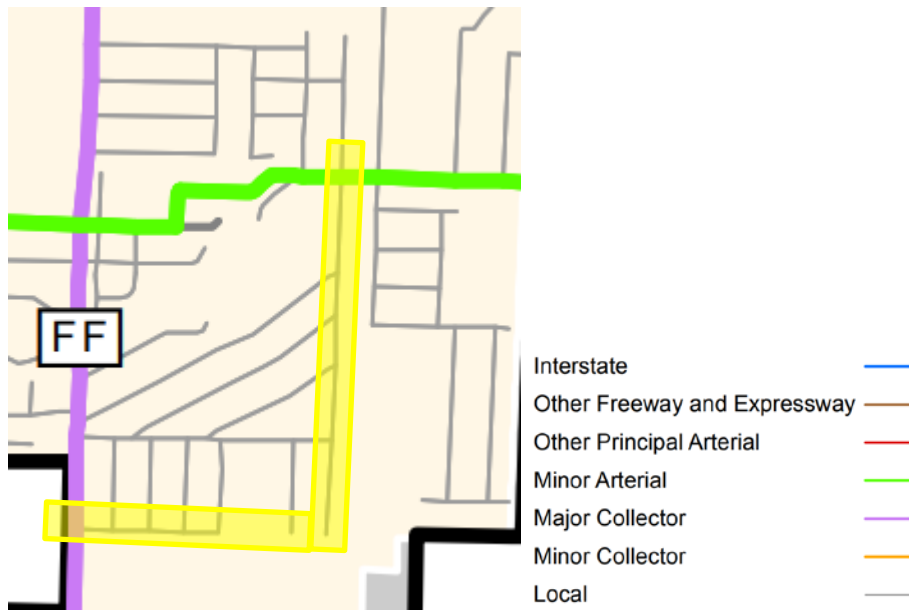 FF
Interstate
Other Freeway and Expressway
Other Principal Arterial
Minor Arterial
Major Collector
Minor Collector
Local